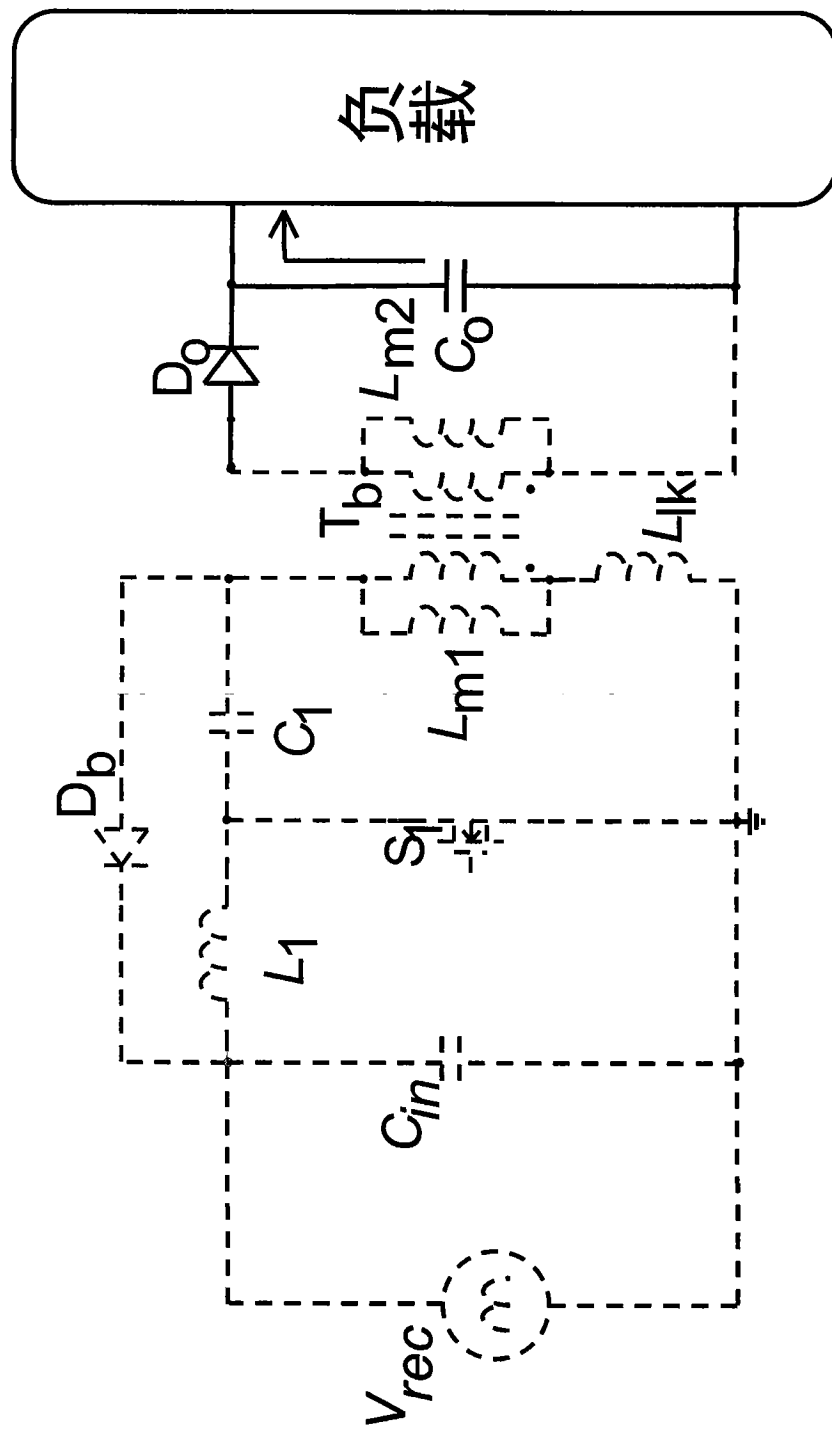 V_rec
C_in
L_1
D_b
S_1
C_1
L_m1
T_b
L_lk
L_m2
D_o
C_o
负载